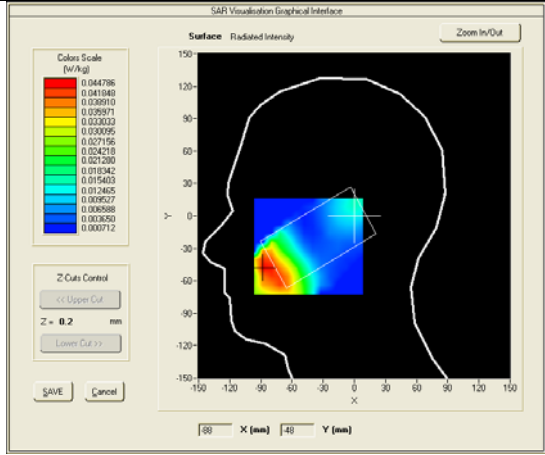 SAR Visualisation Graphical Interface
Surface Radiated Intensity
Zoom In/Out
Colors Scale
(W/kg)
0.044786
0.041848
0.038910
0.035971
0.033033
0.030095
0.027156
0.024218
0.021280
0.018342
0.015403
0.012465
0.009527
0.006588
0.003650
0.000712
Z-Cuts Control
<< Upper Cut
Z = 0.2 mm
Lower Cut >>
SAVE Cancel
150
120
90
60
30
0
-30
-60
-90
-120
-150
Y
-150 -120 -90 -60 -30 0 30 60 90 120 150
X
-88 X (mm) -48 Y (mm)